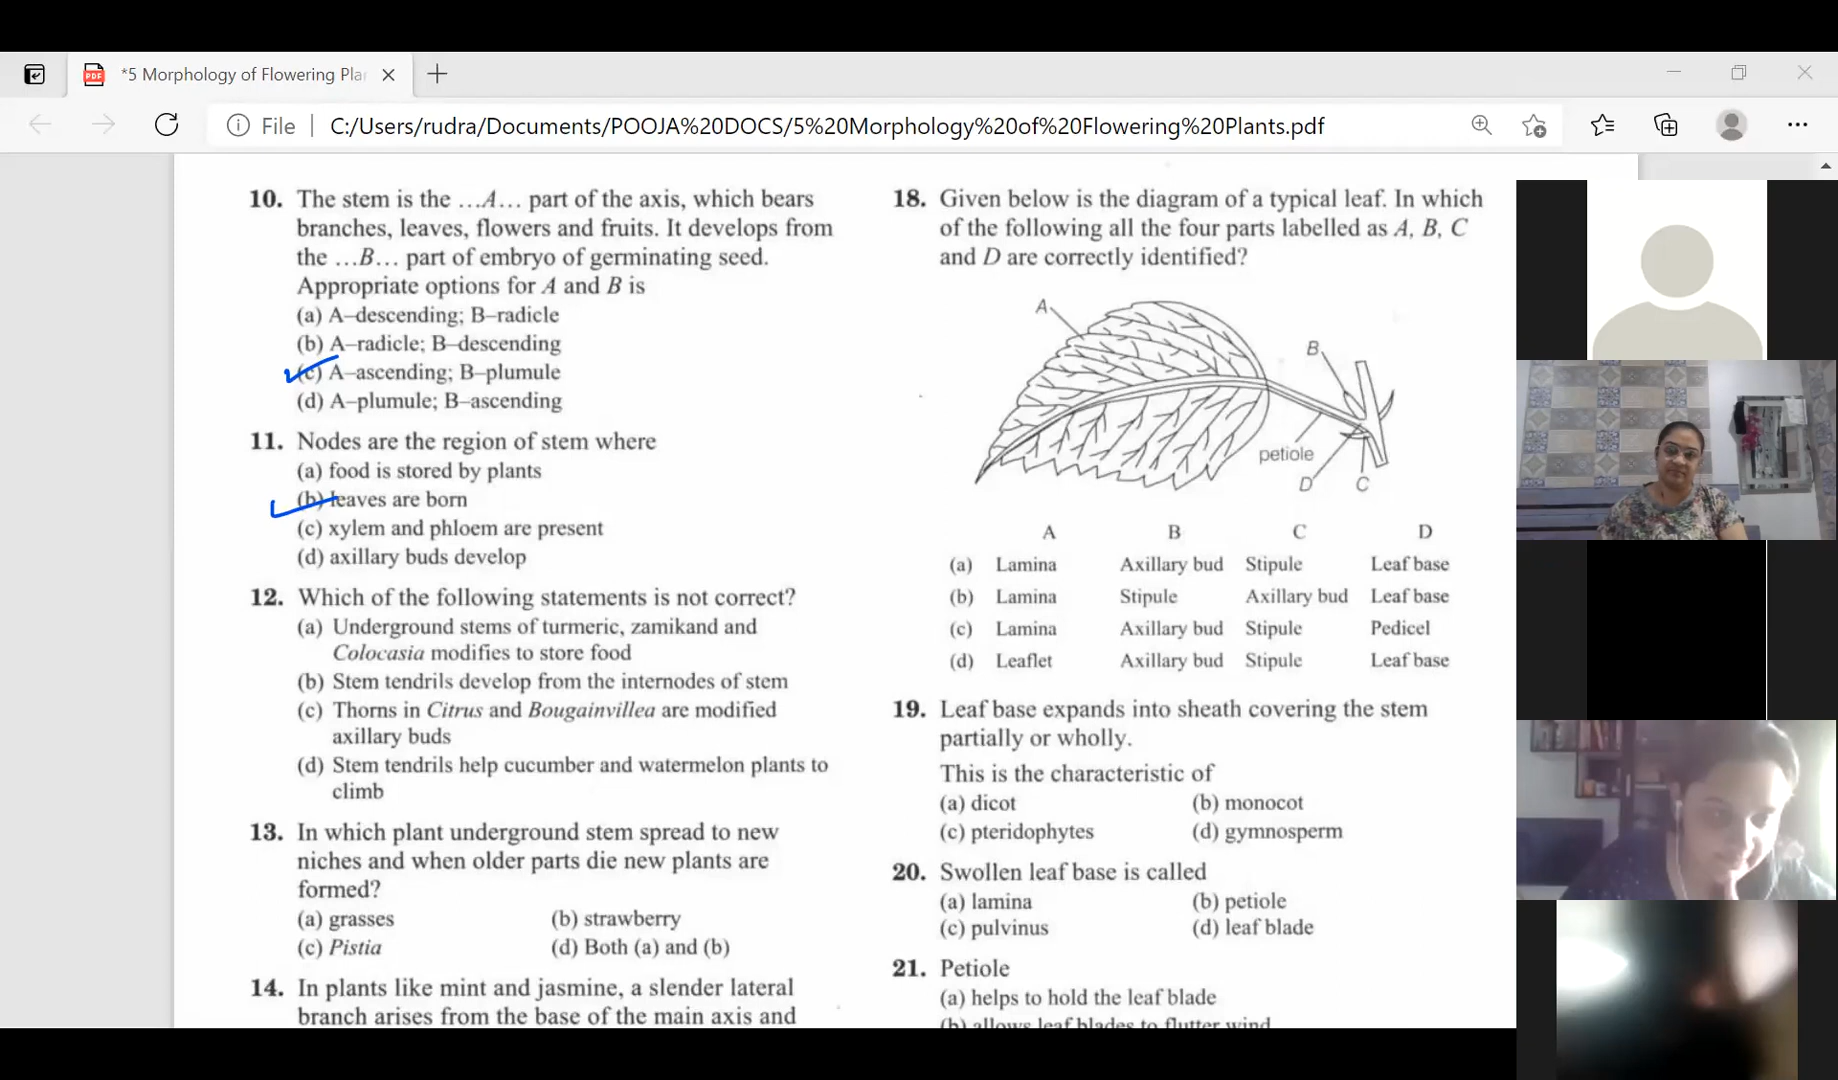 *5 Morphology of Flowering Pla
File
C:/Users/rudra/Documents/POOJA%20DOCS/5%20Morphology%20of%20Flowering%20Plants.pdf
10. The stem is the ...A... part of the axis, which bears
branches, leaves, flowers and fruits. It develops from
the ...B... part of embryo of germinating seed.
Appropriate options for A and B is
(a) A–descending; B–radicle
(b) A–radicle; B–descending
(c) A–ascending; B–plumule
(d) A–plumule; B–ascending
11. Nodes are the region of stem where
(a) food is stored by plants
(b) leaves are born
(c) xylem and phloem are present
(d) axillary buds develop
12. Which of the following statements is not correct?
(a) Underground stems of turmeric, zamikand and
Colocasia modifies to store food
(b) Stem tendrils develop from the internodes of stem
(c) Thorns in Citrus and Bougainvillea are modified
axillary buds
(d) Stem tendrils help cucumber and watermelon plants to
climb
13. In which plant underground stem spread to new
niches and when older parts die new plants are
formed?
(a) grasses (b) strawberry
(c) Pistia (d) Both (a) and (b)
14. In plants like mint and jasmine, a slender lateral
branch arises from the base of the main axis and
18. Given below is the diagram of a typical leaf. In which
of the following all the four parts labelled as A, B, C
and D are correctly identified?
A
B
petiole
D C
A B C D
(a) Lamina Axillary bud Stipule Leaf base
(b) Lamina Stipule Axillary bud Leaf base
(c) Lamina Axillary bud Stipule Pedicel
(d) Leaflet Axillary bud Stipule Leaf base
19. Leaf base expands into sheath covering the stem
partially or wholly.
This is the characteristic of
(a) dicot (b) monocot
(c) pteridophytes (d) gymnosperm
20. Swollen leaf base is called
(a) lamina (b) petiole
(c) pulvinus (d) leaf blade
21. Petiole
(a) helps to hold the leaf blade
(b) allows leaf blades to flutter wind